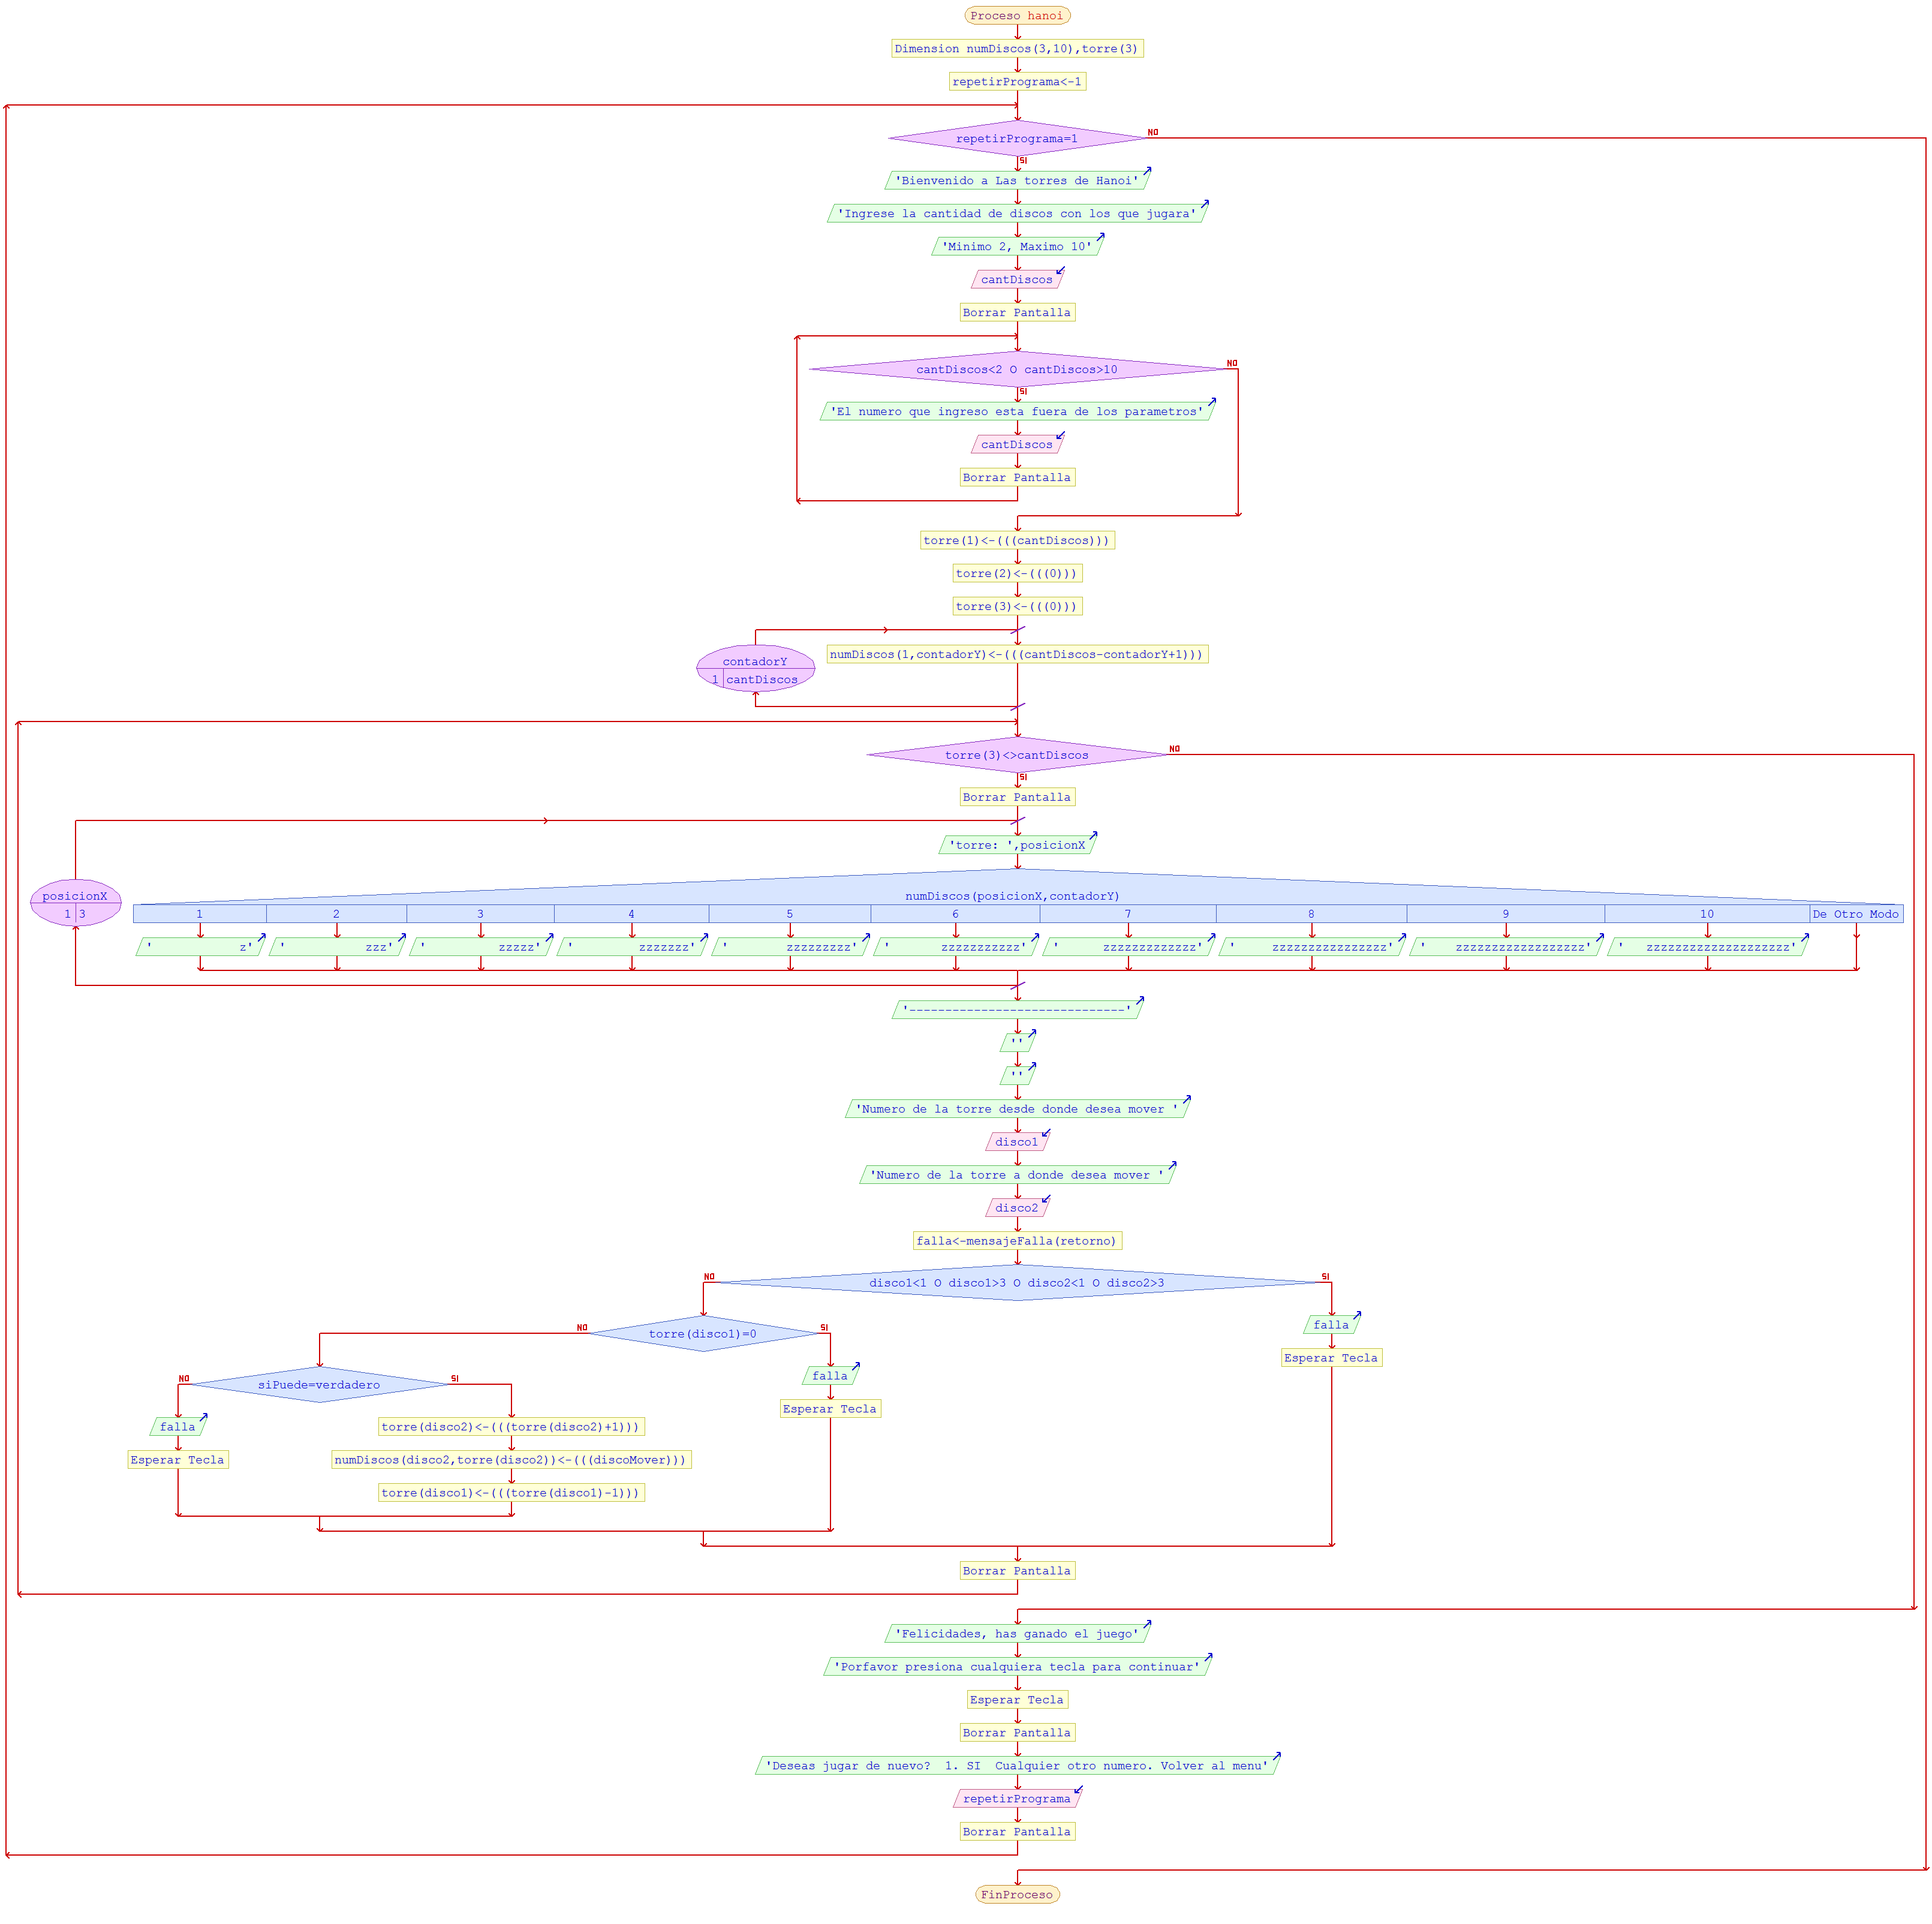 Proceso hanoi
Dimension numDiscos(3,10),torre(3)
repetirPrograma<-1
repetirPrograma=1
NO
SI
'Bienvenido a Las torres de Hanoi'
'Ingrese la cantidad de discos con los que jugara'
'Minimo 2, Maximo 10'
cantDiscos
Borrar Pantalla
cantDiscos<2 O cantDiscos>10
NO
SI
'El numero que ingreso esta fuera de los parametros'
cantDiscos
Borrar Pantalla
torre(1)<-(((cantDiscos)))
torre(2)<-(((0)))
torre(3)<-(((0)))
numDiscos(1,contadorY)<-(((cantDiscos-contadorY+1)))
contadorY
1 cantDiscos
torre(3)<>cantDiscos
NO
SI
Borrar Pantalla
'torre: ',posicionX
posicionX
1 3
numDiscos(posicionX,contadorY)
1 2 3 4 5 6 7 8 9 10 De Otro Modo
'            z' '           zzz' '          zzzzz' '         zzzzzzz' '        zzzzzzzzz' '       zzzzzzzzzzz' '      zzzzzzzzzzzzz' '     zzzzzzzzzzzzzzzz' '    zzzzzzzzzzzzzzzzzz' '   zzzzzzzzzzzzzzzzzzzz'
'------------------------------'
''
''
'Numero de la torre desde donde desea mover '
disco1
'Numero de la torre a donde desea mover '
disco2
falla<-mensajeFalla(retorno)
disco1<1 O disco1>3 O disco2<1 O disco2>3
NO
SI
torre(disco1)=0
NO
SI
falla
Esperar Tecla
siPuede=verdadero
NO
SI
falla
Esperar Tecla
falla
Esperar Tecla
torre(disco2)<-(((torre(disco2)+1)))
numDiscos(disco2,torre(disco2))<-(((discoMover)))
torre(disco1)<-(((torre(disco1)-1)))
Borrar Pantalla
'Felicidades, has ganado el juego'
'Porfavor presiona cualquiera tecla para continuar'
Esperar Tecla
Borrar Pantalla
'Deseas jugar de nuevo?  1. SI  Cualquier otro numero. Volver al menu'
repetirPrograma
Borrar Pantalla
FinProceso